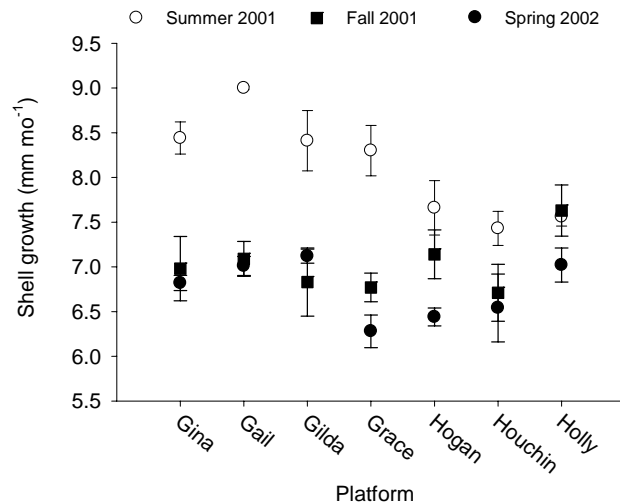 Summer 2001 Fall 2001 Spring 2002
9.5
9.0
8.5
8.0
7.5
7.0
6.5
6.0
5.5
Shell growth (mm mo⁻¹)
Gina Gail Gilda Grace Hogan Houchin Holly
Platform